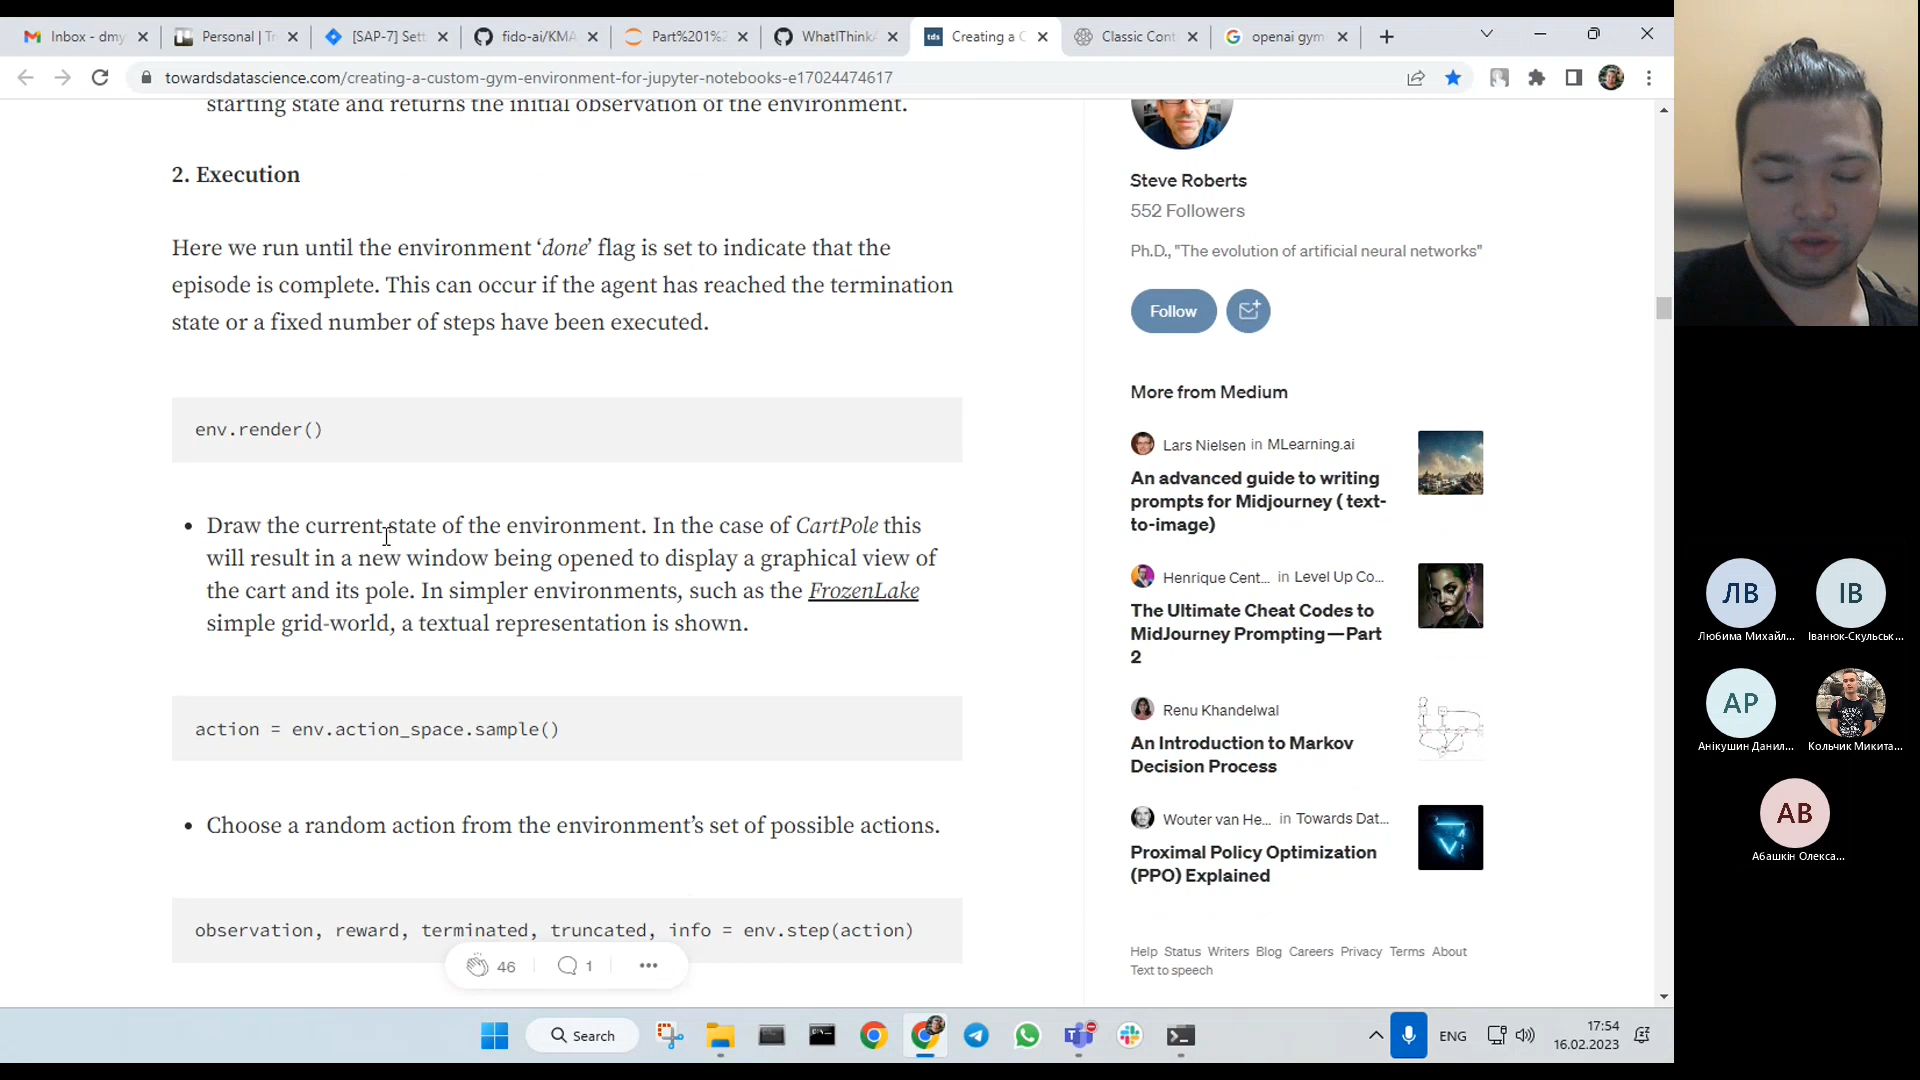 Inbox - dmy
Personal | Tr
[SAP-7] Sett
fido-ai/KMA
Part%201%2
WhatIThink
Creating a C
Classic Cont
openai gym
towardsdatascience.com/creating-a-custom-gym-environment-for-jupyter-notebooks-e17024474617
starting state and returns the initial observation of the environment.
2. Execution
Here we run until the environment ‘done’ flag is set to indicate that the
episode is complete. This can occur if the agent has reached the termination
state or a fixed number of steps have been executed.
env.render()
• Draw the current state of the environment. In the case of CartPole this
will result in a new window being opened to display a graphical view of
the cart and its pole. In simpler environments, such as the FrozenLake
simple grid-world, a textual representation is shown.
action = env.action_space.sample()
• Choose a random action from the environment’s set of possible actions.
observation, reward, terminated, truncated, info = env.step(action)
46
1
Steve Roberts
552 Followers
Ph.D., "The evolution of artificial neural networks"
Follow
More from Medium
Lars Nielsen in MLearning.ai
An advanced guide to writing
prompts for Midjourney ( text-
to-image)
Henrique Cent... in Level Up Co...
The Ultimate Cheat Codes to
MidJourney Prompting—Part
2
Renu Khandelwal
An Introduction to Markov
Decision Process
Wouter van He... in Towards Dat...
Proximal Policy Optimization
(PPO) Explained
Help Status Writers Blog Careers Privacy Terms About
Text to speech
ЛВ
Любима Михайл...
ІВ
Іванюк-Скульськ...
АР
Анікушин Данил...
Кольчик Микита...
АВ
Абашкін Олекса...
Search
ENG
17:54
16.02.2023